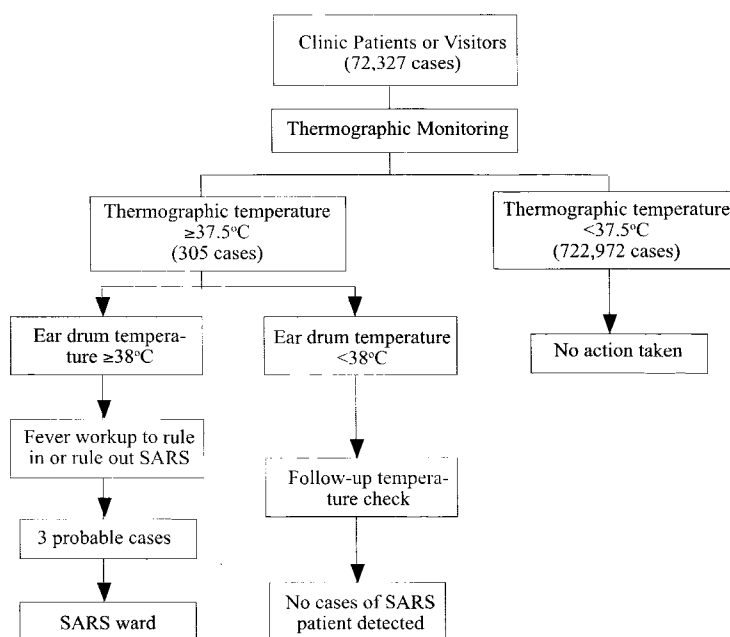 Clinic Patients or Visitors
(72,327 cases)
Thermographic Monitoring
Thermographic temperature
≥37.5°C
(305 cases)
Thermographic temperature
<37.5°C
(722,972 cases)
Ear drum tempera-
ture ≥38°C
Ear drum temperature
<38°C
No action taken
Fever workup to rule
in or rule out SARS
Follow-up tempera-
ture check
3 probable cases
SARS ward
No cases of SARS
patient detected